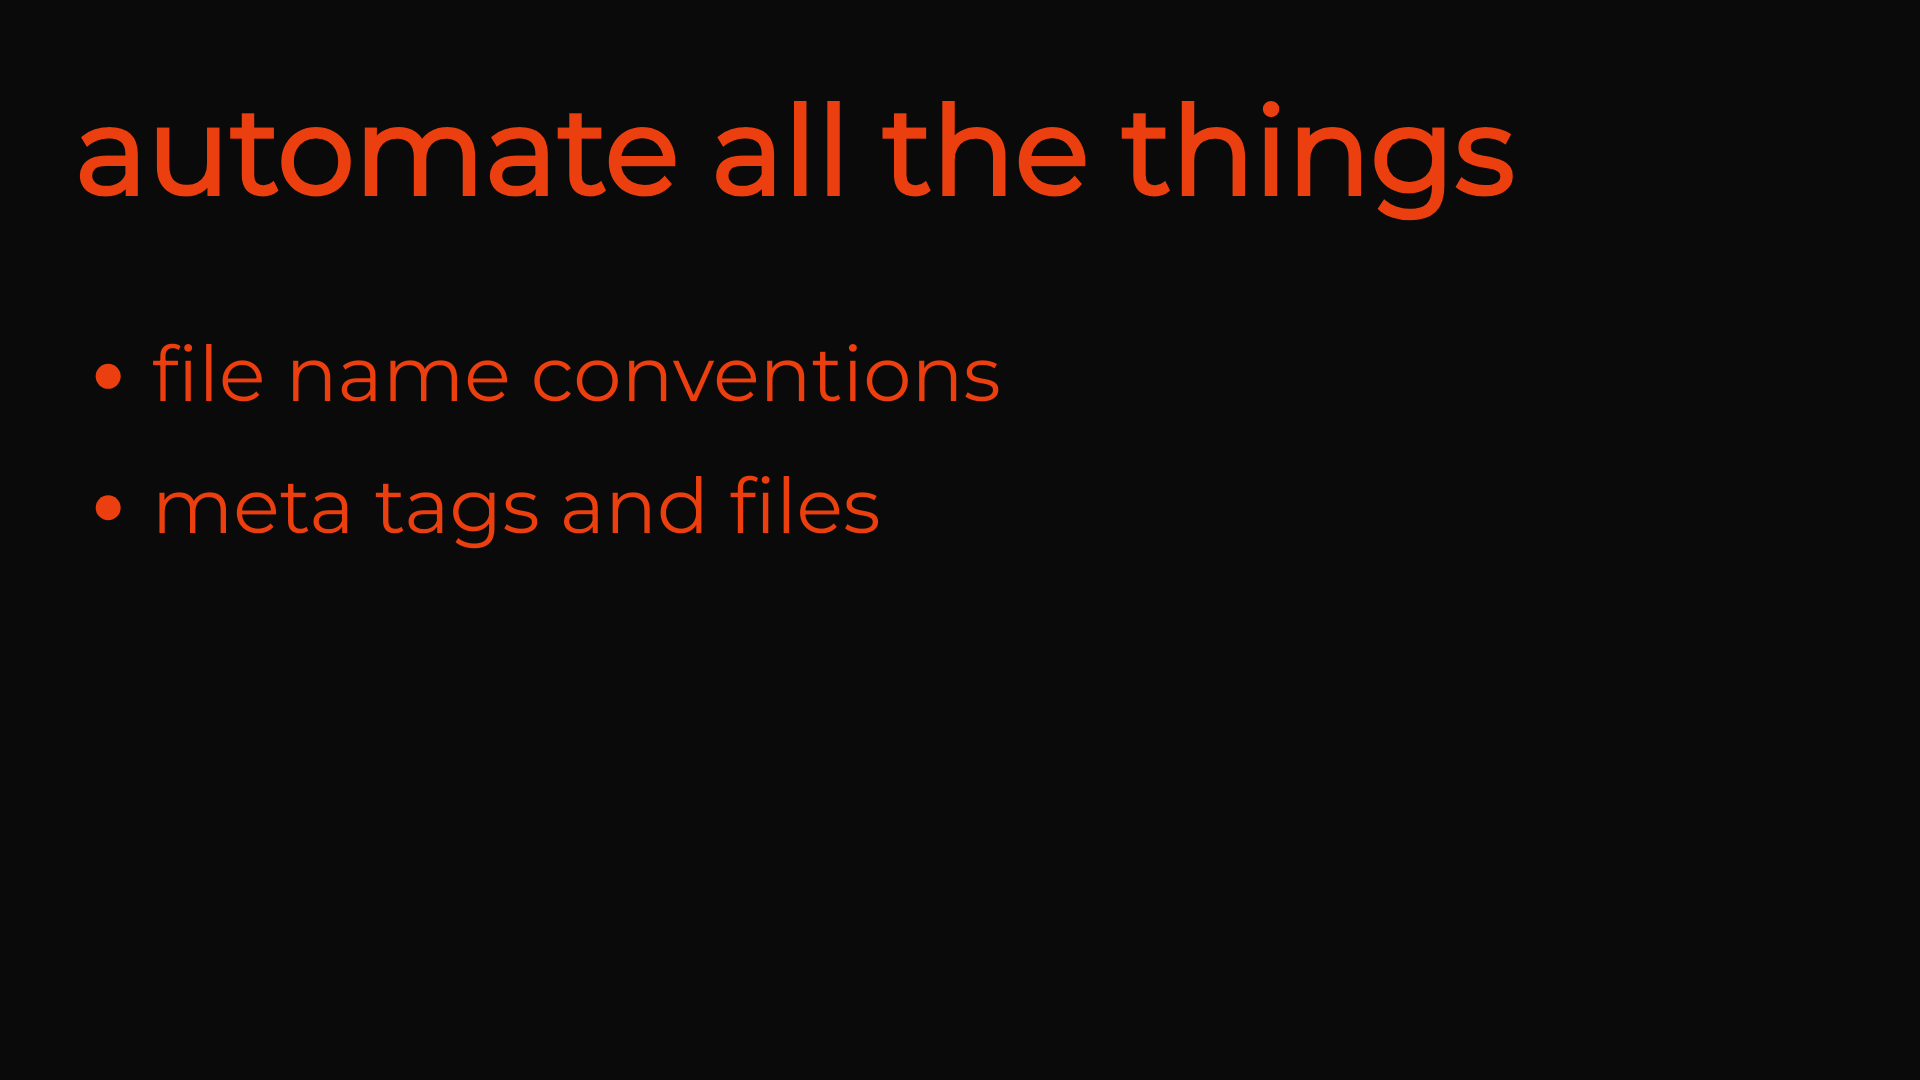 automate all the things
• file name conventions
• meta tags and files